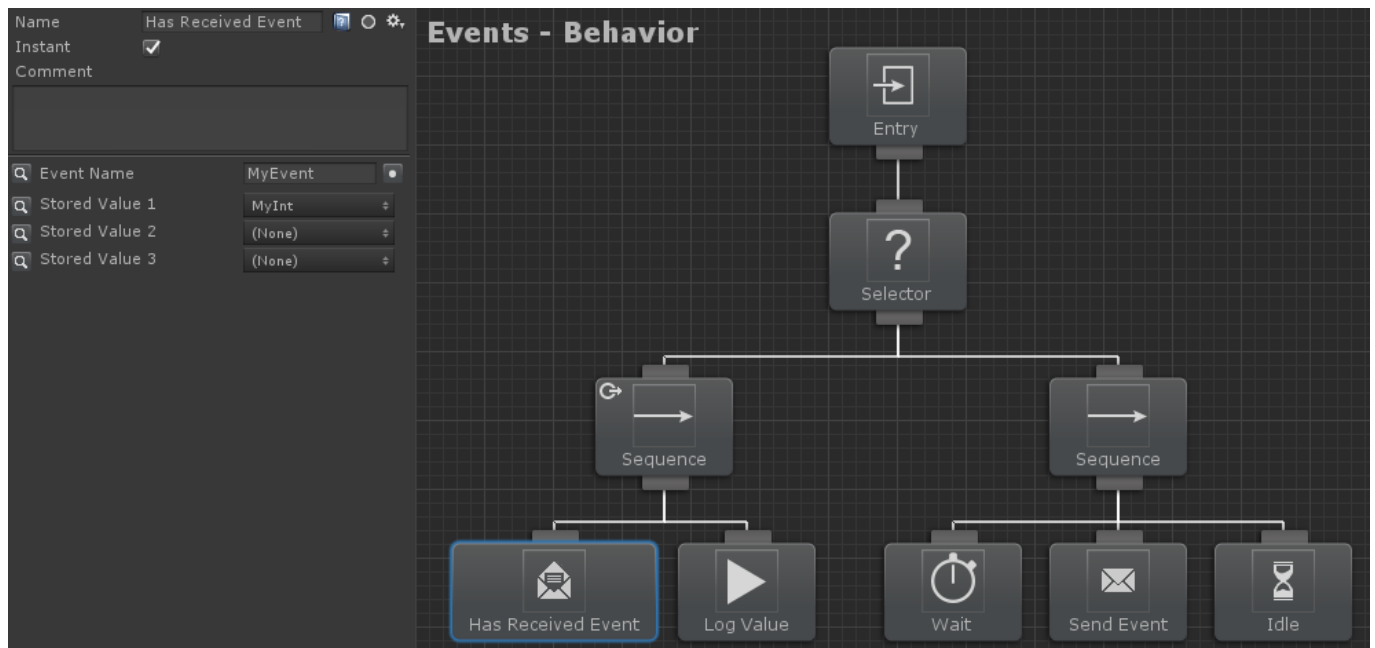 Name Has Received Event
Instant
Comment
Event Name MyEvent
Stored Value 1 MyInt
Stored Value 2 (None)
Stored Value 3 (None)
Events - Behavior
Entry
?
Selector
Sequence
Sequence
Has Received Event
Log Value
Wait
Send Event
Idle